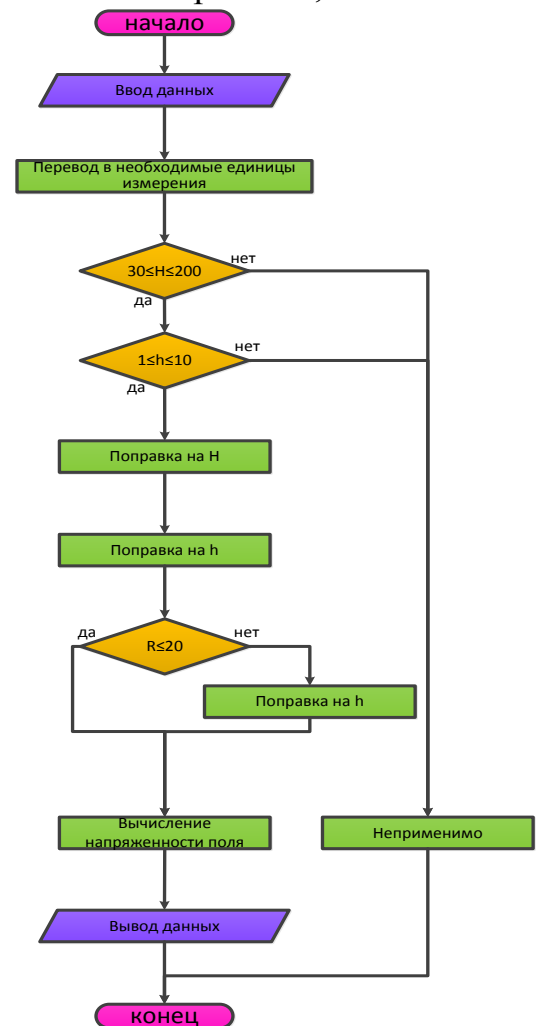 начало
Ввод данных
Перевод в необходимые единицы
измерения
30≤H≤200
нет
да
1≤h≤10
нет
да
Поправка на H
Поправка на h
да
R≤20
нет
Поправка на h
Вычисление
напряженности поля
Неприменимо
Вывод данных
конец